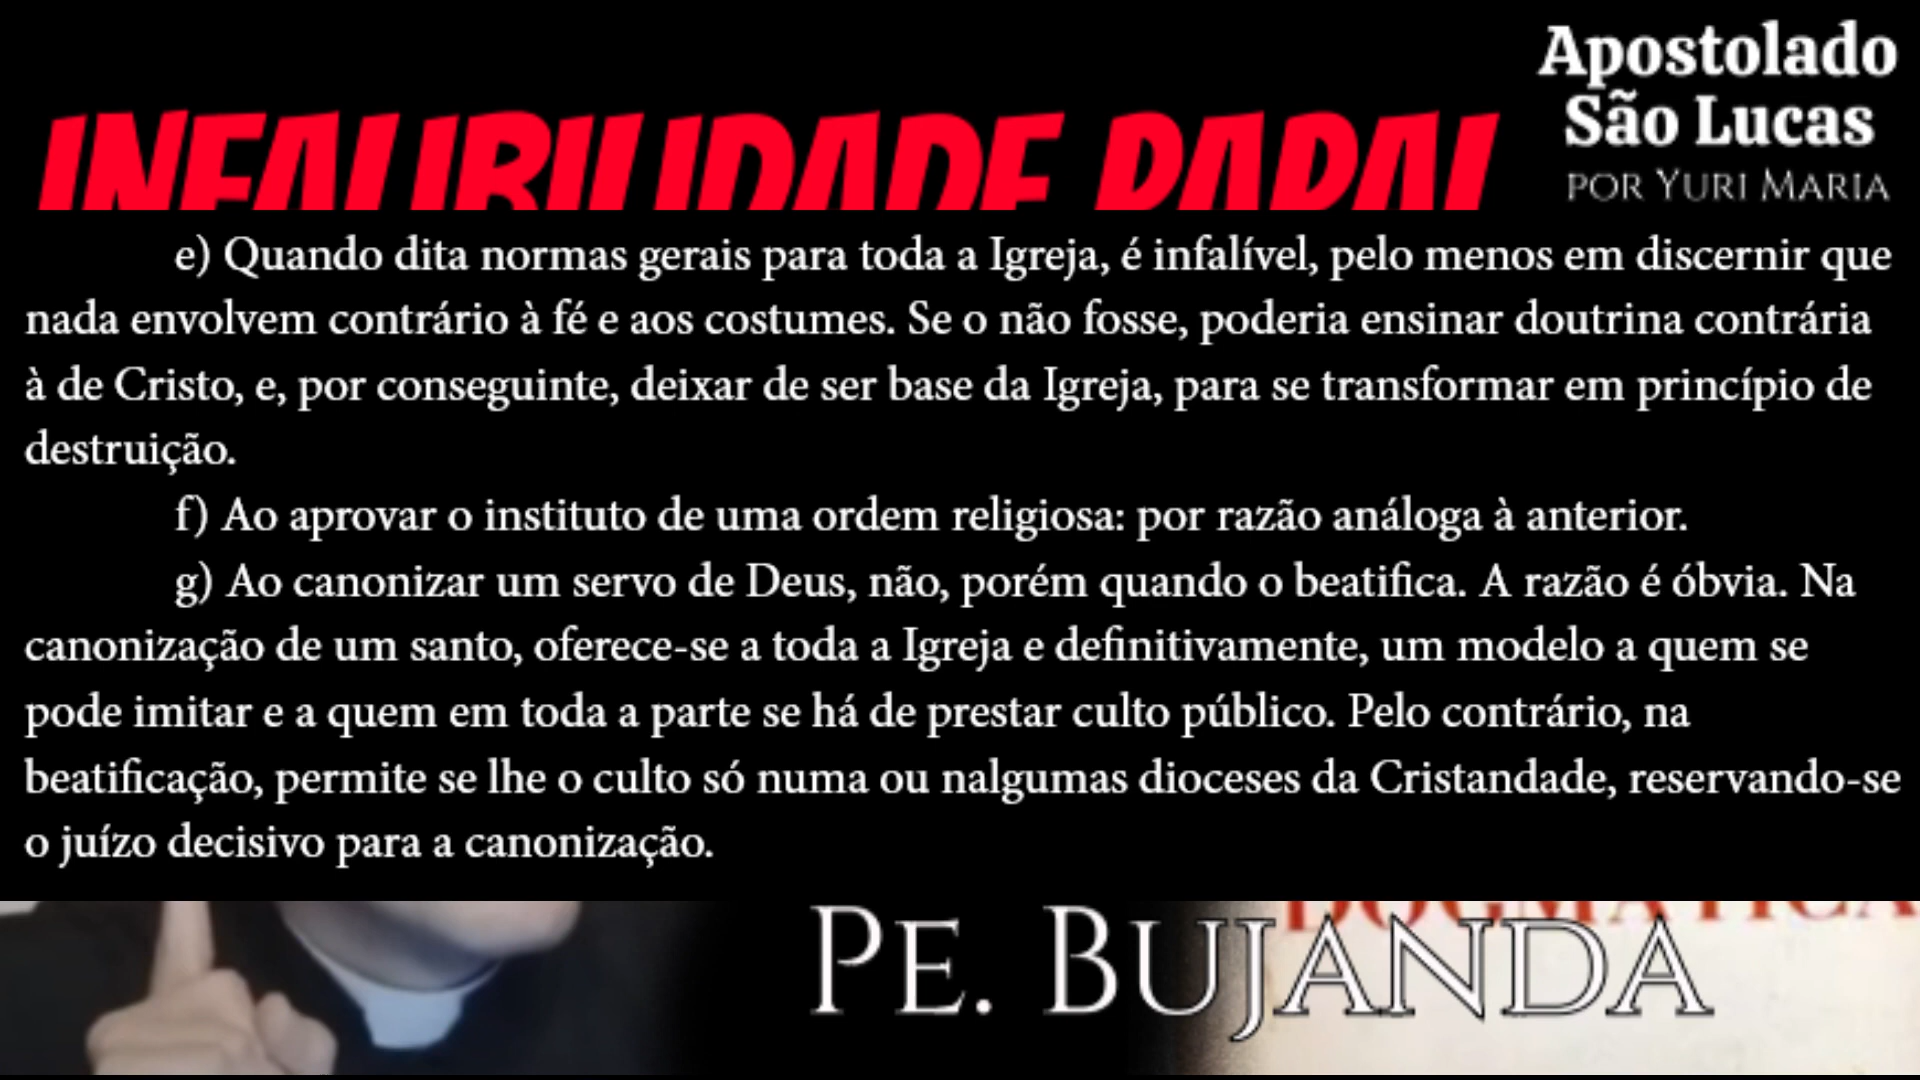 Apostolado
São Lucas
POR YURI MARIA
INFALIBILIDADE PAPAL
e) Quando dita normas gerais para toda a Igreja, é infalível, pelo menos em discernir que
nada envolvem contrário à fé e aos costumes. Se o não fosse, poderia ensinar doutrina contrária
à de Cristo, e, por conseguinte, deixar de ser base da Igreja, para se transformar em princípio de
destruição.
f) Ao aprovar o instituto de uma ordem religiosa: por razão análoga à anterior.
g) Ao canonizar um servo de Deus, não, porém quando o beatifica. A razão é óbvia. Na
canonização de um santo, oferece-se a toda a Igreja e definitivamente, um modelo a quem se
pode imitar e a quem em toda a parte se há de prestar culto público. Pelo contrário, na
beatificação, permite se lhe o culto só numa ou nalgumas dioceses da Cristandade, reservando-se
o juízo decisivo para a canonização.
DOGMÁTICA
PE. BUJANDA